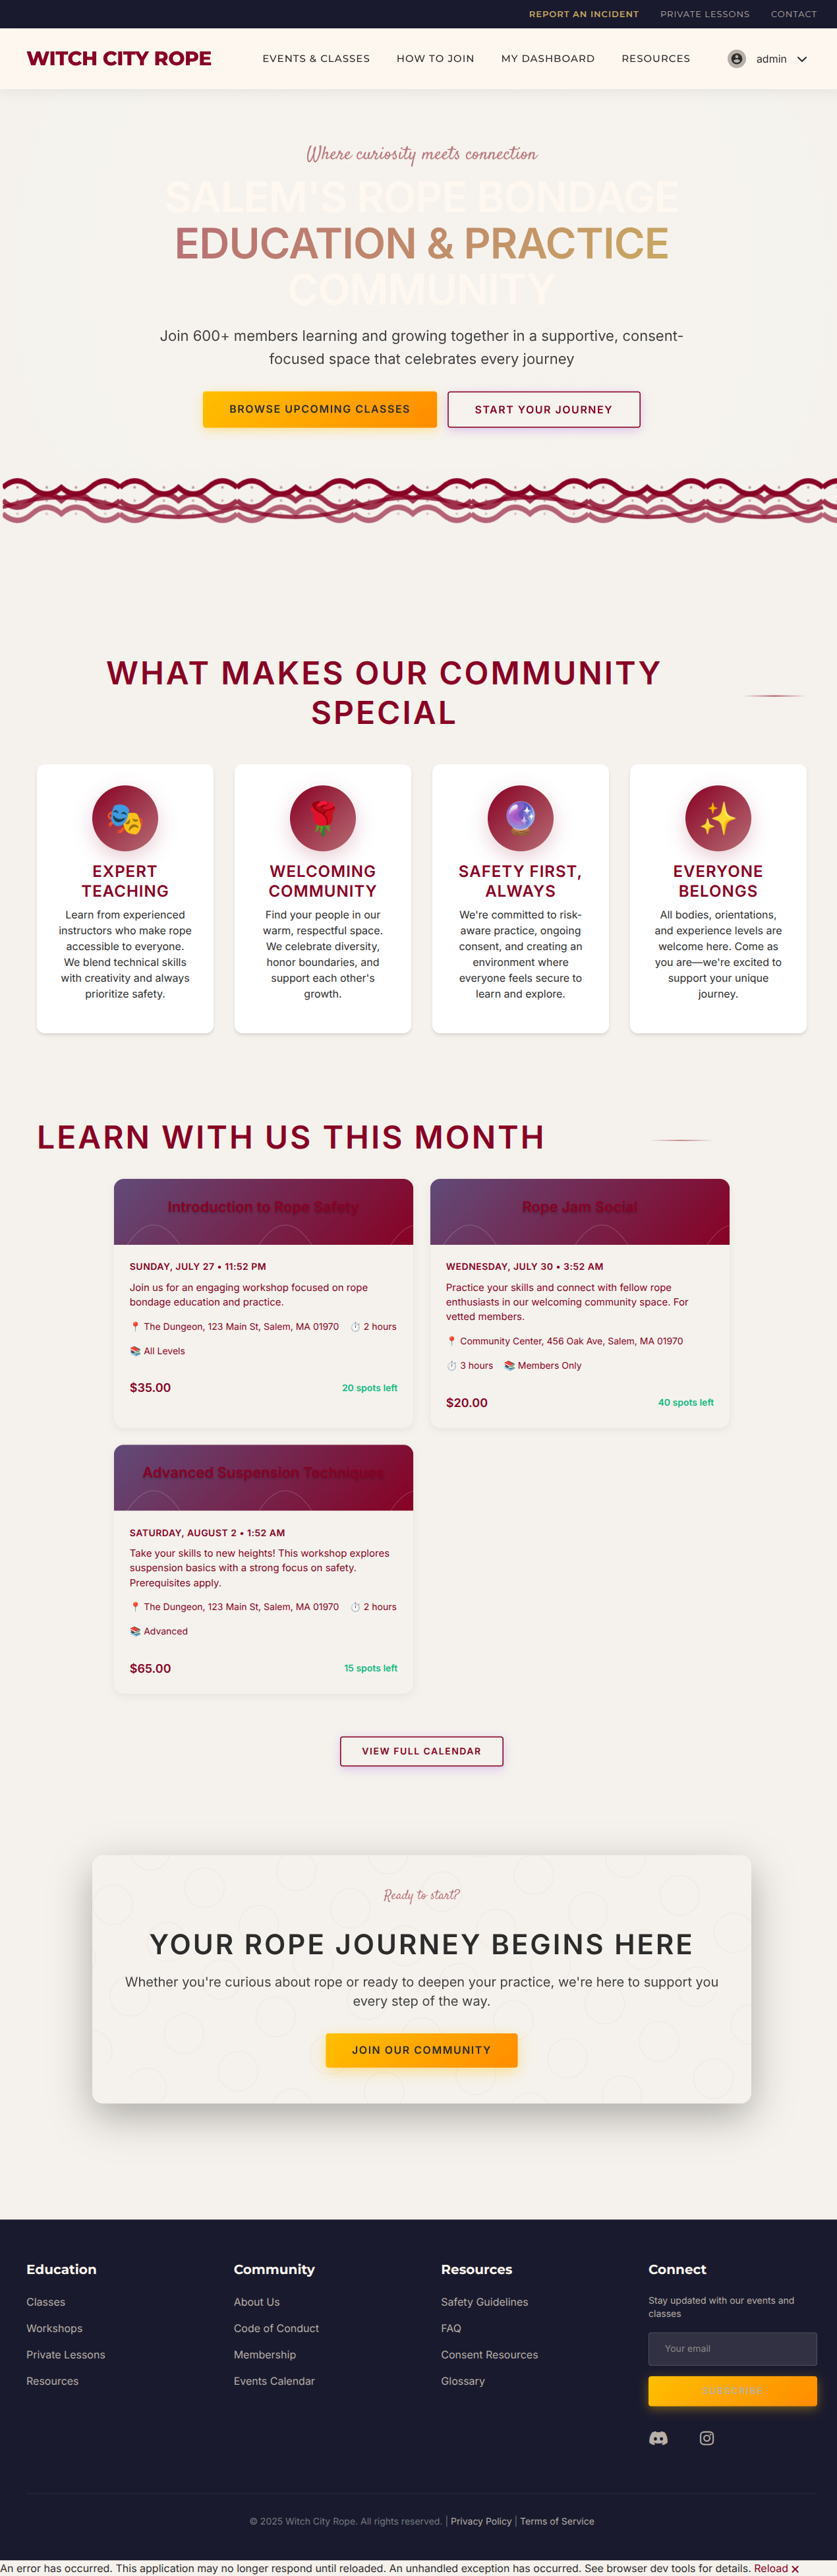 REPORT AN INCIDENT PRIVATE LESSONS CONTACT
WITCH CITY ROPE EVENTS & CLASSES HOW TO JOIN MY DASHBOARD RESOURCES admin
Where curiosity meets connection
SALEM'S ROPE BONDAGE
EDUCATION & PRACTICE
COMMUNITY
Join 600+ members learning and growing together in a supportive, consent-
focused space that celebrates every journey
BROWSE UPCOMING CLASSES START YOUR JOURNEY
WHAT MAKES OUR COMMUNITY
SPECIAL
EXPERT
TEACHING
Learn from experienced
instructors who make rope
accessible to everyone.
We blend technical skills
with creativity and always
prioritize safety.
WELCOMING
COMMUNITY
Find your people in our
warm, respectful space.
We celebrate diversity,
honor boundaries, and
support each other's
growth.
SAFETY FIRST,
ALWAYS
We're committed to risk-
aware practice, ongoing
consent, and creating an
environment where
everyone feels secure to
learn and explore.
EVERYONE
BELONGS
All bodies, orientations,
and experience levels are
welcome here. Come as
you are—we're excited to
support your unique
journey.
LEARN WITH US THIS MONTH
Introduction to Rope Safety
SUNDAY, JULY 27 • 11:52 PM
Join us for an engaging workshop focused on rope
bondage education and practice.
📍 The Dungeon, 123 Main St, Salem, MA 01970 ⏱️ 2 hours
📚 All Levels
$35.00 20 spots left
Rope Jam Social
WEDNESDAY, JULY 30 • 3:52 AM
Practice your skills and connect with fellow rope
enthusiasts in our welcoming community space. For
vetted members.
📍 Community Center, 456 Oak Ave, Salem, MA 01970
⏱️ 3 hours 📚 Members Only
$20.00 40 spots left
Advanced Suspension Techniques
SATURDAY, AUGUST 2 • 1:52 AM
Take your skills to new heights! This workshop explores
suspension basics with a strong focus on safety.
Prerequisites apply.
📍 The Dungeon, 123 Main St, Salem, MA 01970 ⏱️ 2 hours
📚 Advanced
$65.00 15 spots left
VIEW FULL CALENDAR
Ready to start?
YOUR ROPE JOURNEY BEGINS HERE
Whether you're curious about rope or ready to deepen your practice, we're here to support you
every step of the way.
JOIN OUR COMMUNITY
Education
Classes
Workshops
Private Lessons
Resources
Community
About Us
Code of Conduct
Membership
Events Calendar
Resources
Safety Guidelines
FAQ
Consent Resources
Glossary
Connect
Stay updated with our events and
classes
Your email
SUBSCRIBE
© 2025 Witch City Rope. All rights reserved. | Privacy Policy | Terms of Service
An error has occurred. This application may no longer respond until reloaded. An unhandled exception has occurred. See browser dev tools for details. Reload ✕